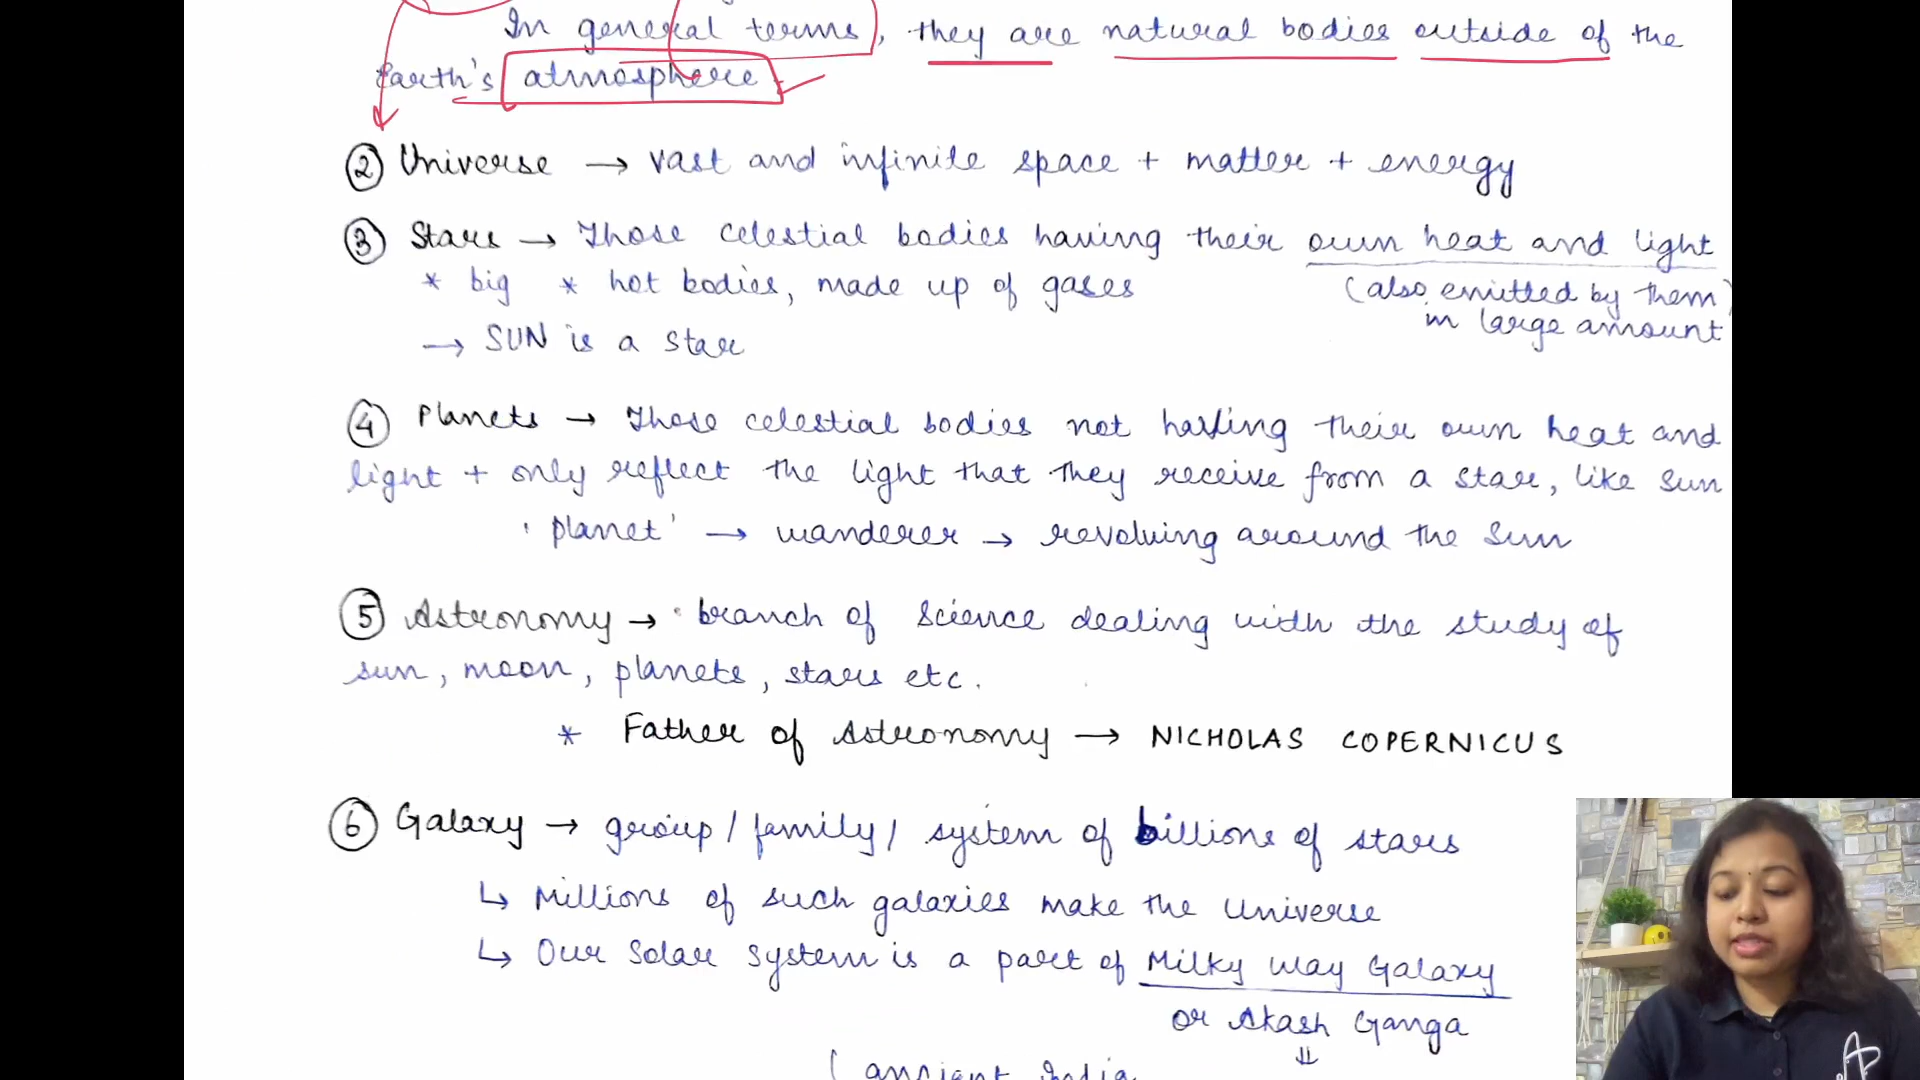 In general terms, they are natural bodies outside of the
Earth's atmosphere.
② Universe → vast and infinite space + matter + energy
③ Stars → Those celestial bodies having their own heat and light
* big * hot bodies, made up of gases
(also emitted by them)
in large amount
→ SUN is a star
④ Planets → Those celestial bodies not having their own heat and
light + only reflect the light that they receive from a star, like Sun
'planet' → wanderer → revolving around the Sun
⑤ Astronomy → branch of Science dealing with the study of
sun, moon, planets, stars etc.
* Father of Astronomy → NICHOLAS COPERNICUS
⑥ Galaxy → group / family / system of billions of stars
↳ Millions of such galaxies make the Universe
↳ Our Solar System is a part of Milky Way Galaxy
or Akash Ganga
⇓
(ancient India